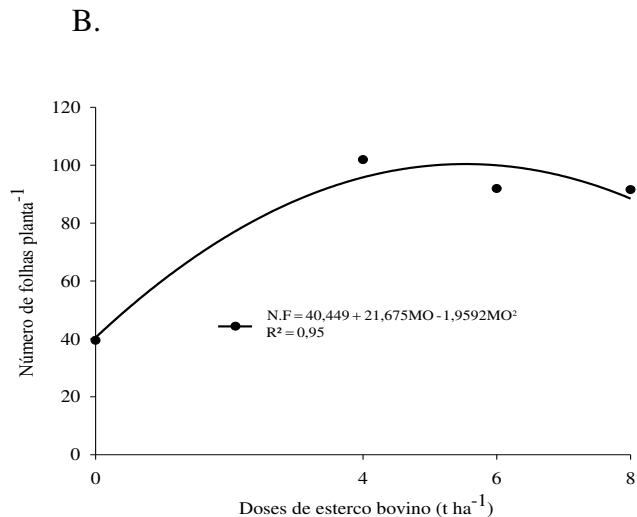 B.
120
100
80
60
40
20
0
Número de folhas planta⁻¹
N.F = 40,449 + 21,675MO - 1,9592MO²
R² = 0,95
0 4 6 8
Doses de esterco bovino (t ha⁻¹)